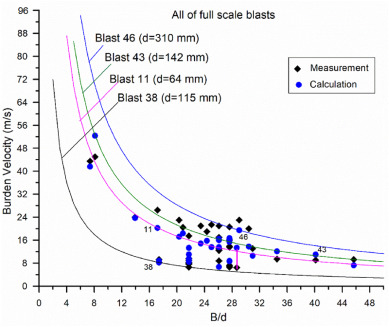 All of full scale blasts
Blast 46 (d=310 mm)
Blast 43 (d=142 mm)
Blast 11 (d=64 mm)
Blast 38 (d=115 mm)
Measurement
Calculation
Burden Velocity (m/s)
96
88
80
72
64
56
48
40
32
24
16
8
0
11
46
43
38
0 4 8 12 16 20 24 28 32 36 40 44 48
B/d